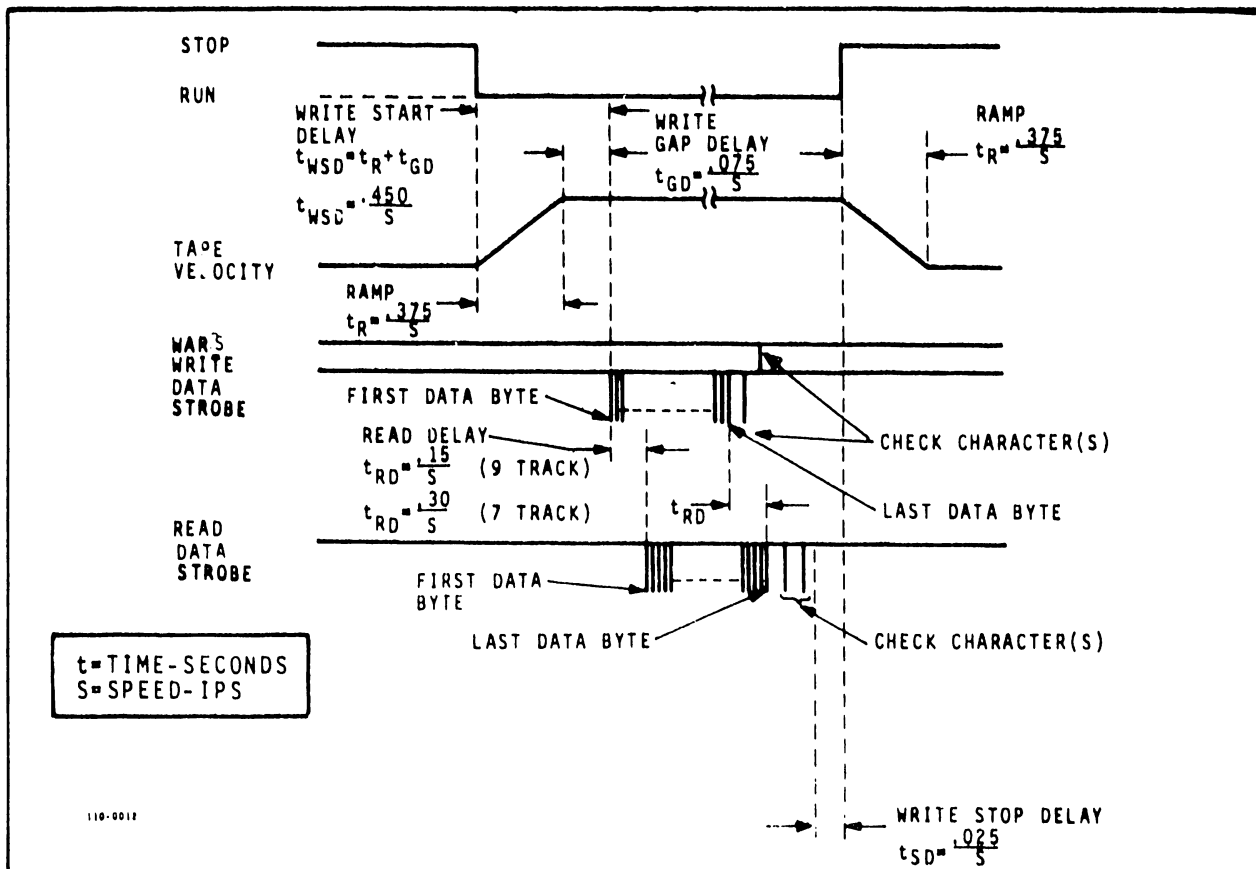 STOP
RUN
WRITE START
DELAY
tWSD=tR+tGD
tWSD=.450/S
WRITE
GAP DELAY
tGD=.075/S
RAMP
tR=.375/S
TAPE
VELOCITY
RAMP
tR=.375/S
WARS
WRITE
DATA
STROBE
FIRST DATA BYTE
CHECK CHARACTER(S)
READ DELAY
tRD=.15/S (9 TRACK)
tRD=.30/S (7 TRACK)
tRD
LAST DATA BYTE
READ
DATA
STROBE
FIRST DATA
BYTE
LAST DATA BYTE
CHECK CHARACTER(S)
t=TIME-SECONDS
S=SPEED-IPS
110-0012
WRITE STOP DELAY
tSD=.025/S